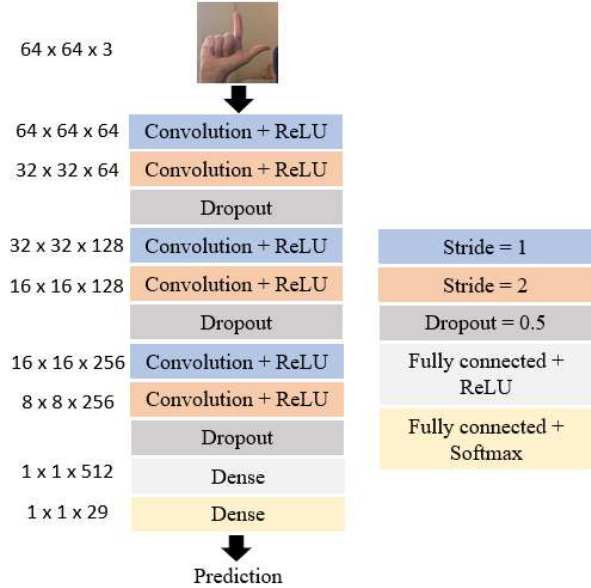 64 x 64 x 3
64 x 64 x 64 Convolution + ReLU
32 x 32 x 64 Convolution + ReLU
Dropout
32 x 32 x 128 Convolution + ReLU
16 x 16 x 128 Convolution + ReLU
Dropout
16 x 16 x 256 Convolution + ReLU
8 x 8 x 256 Convolution + ReLU
Dropout
1 x 1 x 512 Dense
1 x 1 x 29 Dense
Prediction
Stride = 1
Stride = 2
Dropout = 0.5
Fully connected +
ReLU
Fully connected +
Softmax